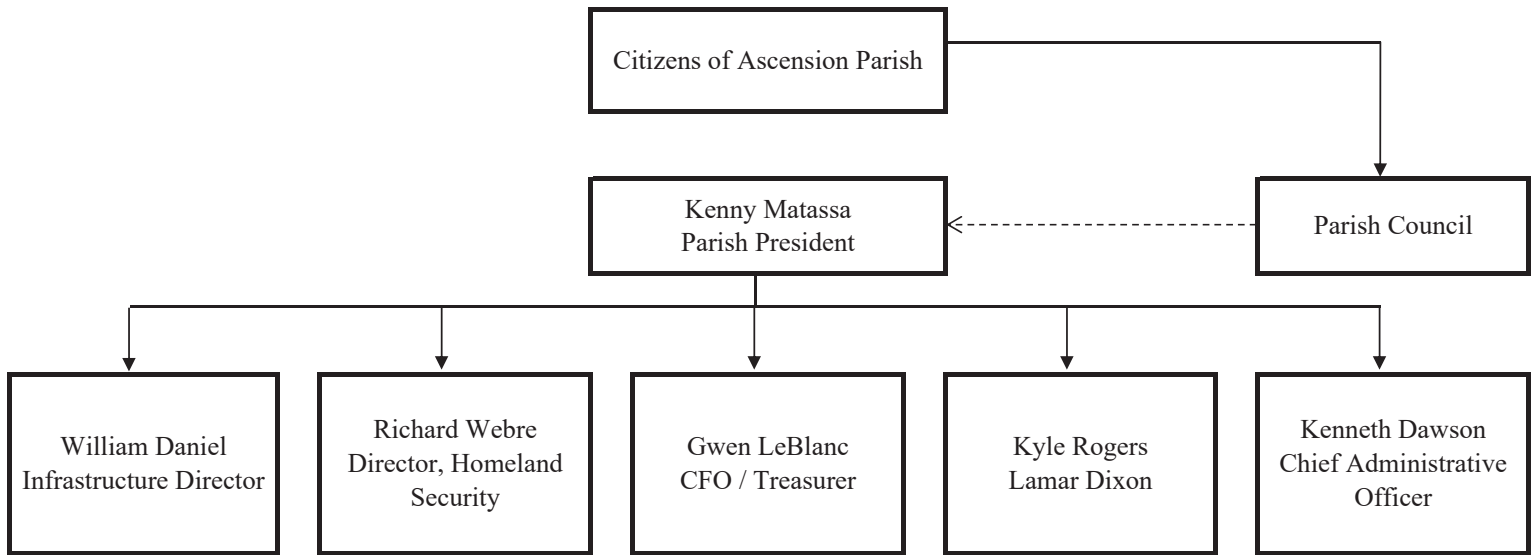 Citizens of Ascension Parish
Kenny Matassa
Parish President
Parish Council
William Daniel
Infrastructure Director
Richard Webre
Director, Homeland
Security
Gwen LeBlanc
CFO / Treasurer
Kyle Rogers
Lamar Dixon
Kenneth Dawson
Chief Administrative
Officer